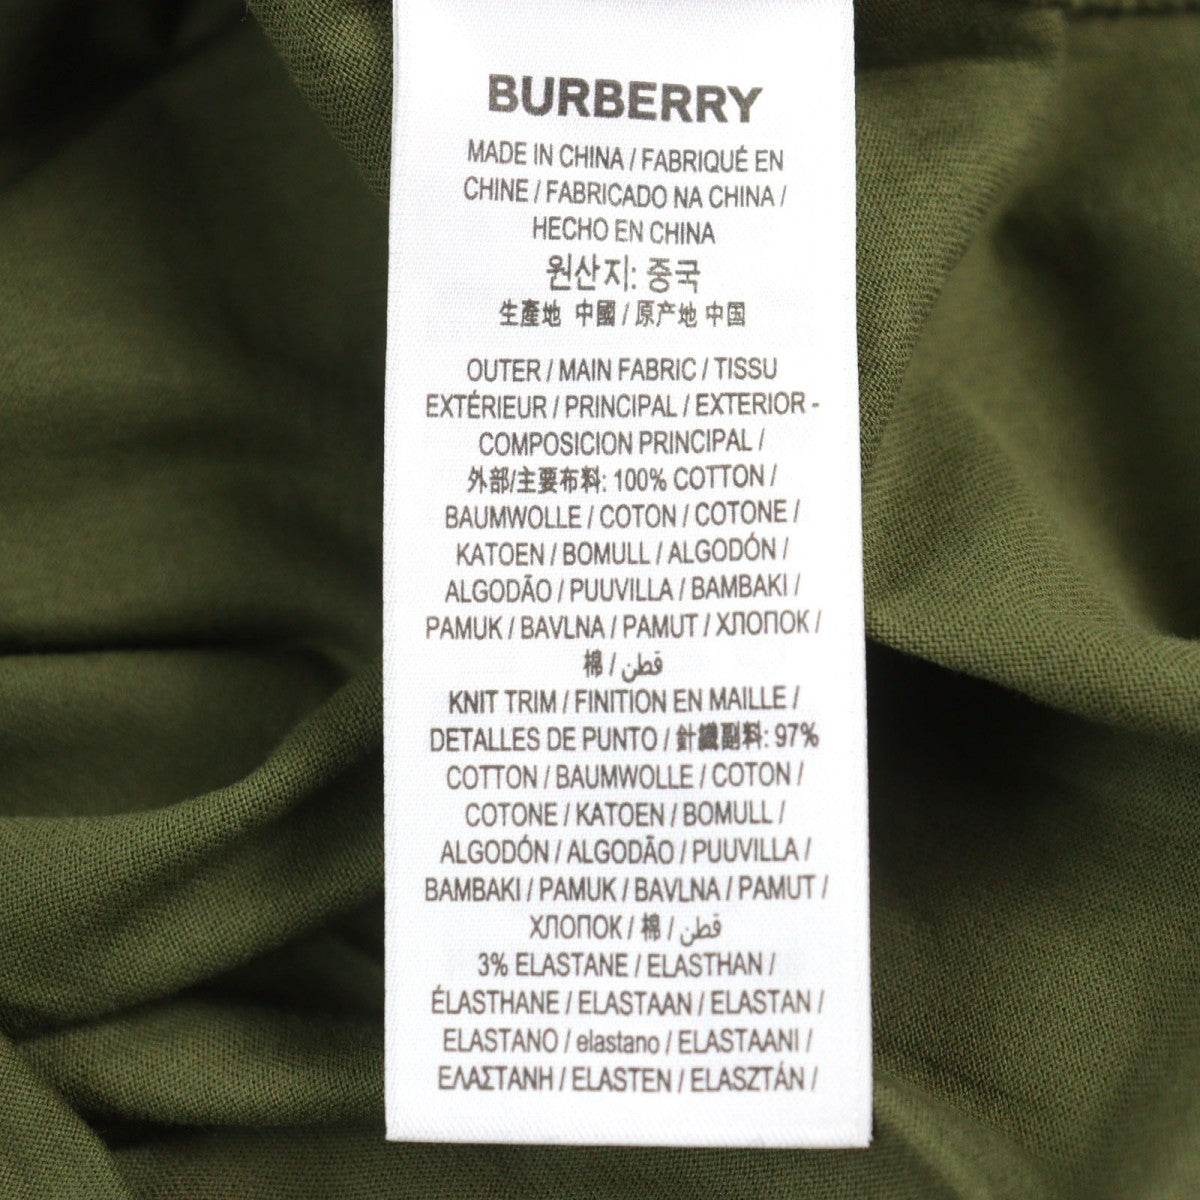 BURBERRY
MADE IN CHINA / FABRIQUÉ EN
CHINE / FABRICADO NA CHINA /
HECHO EN CHINA
원산지: 중국
生產地 中國 / 原产地 中国
OUTER / MAIN FABRIC / TISSU
EXTÉRIEUR / PRINCIPAL / EXTERIOR -
COMPOSICION PRINCIPAL /
外部/主要布料: 100% COTTON /
BAUMWOLLE / COTON / COTONE /
KATOEN / BOMULL / ALGODÓN /
ALGODÃO / PUUVILLA / BAMBAKI /
PAMUK / BAVLNA / PAMUT / ХЛОПОК /
棉 / قطن
KNIT TRIM / FINITION EN MAILLE /
DETALLES DE PUNTO / 針織副料: 97%
COTTON / BAUMWOLLE / COTON /
COTONE / KATOEN / BOMULL /
ALGODÓN / ALGODÃO / PUUVILLA /
BAMBAKI / PAMUK / BAVLNA / PAMUT /
ХЛОПОК / 棉 / قطن
3% ELASTANE / ELASTHAN /
ÉLASTHANE / ELASTAAN / ELASTAN /
ELASTANO / elastano / ELASTAANI /
ΕΛΑΣΤΑΝΗ / ELASTEN / ELASZTÁN /